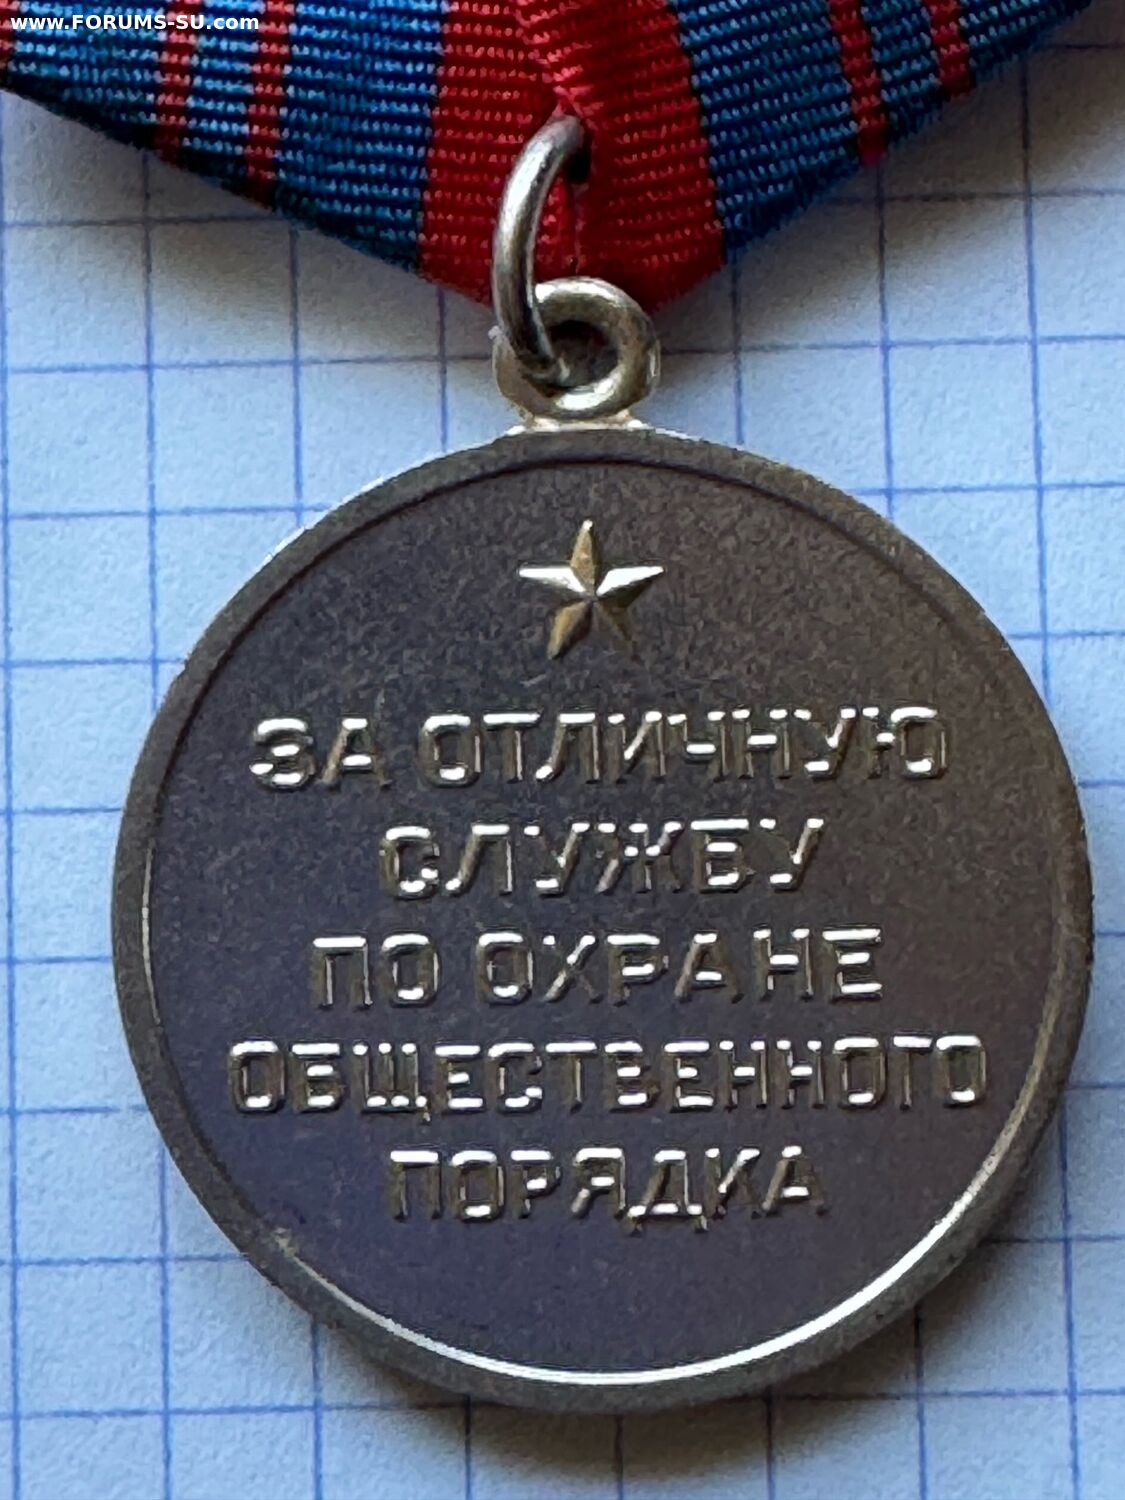 www.FORUMS-SU.com
ЗА ОТЛИЧНУЮ
СЛУЖБУ
ПО ОХРАНЕ
ОБЩЕСТВЕННОГО
ПОРЯДКА